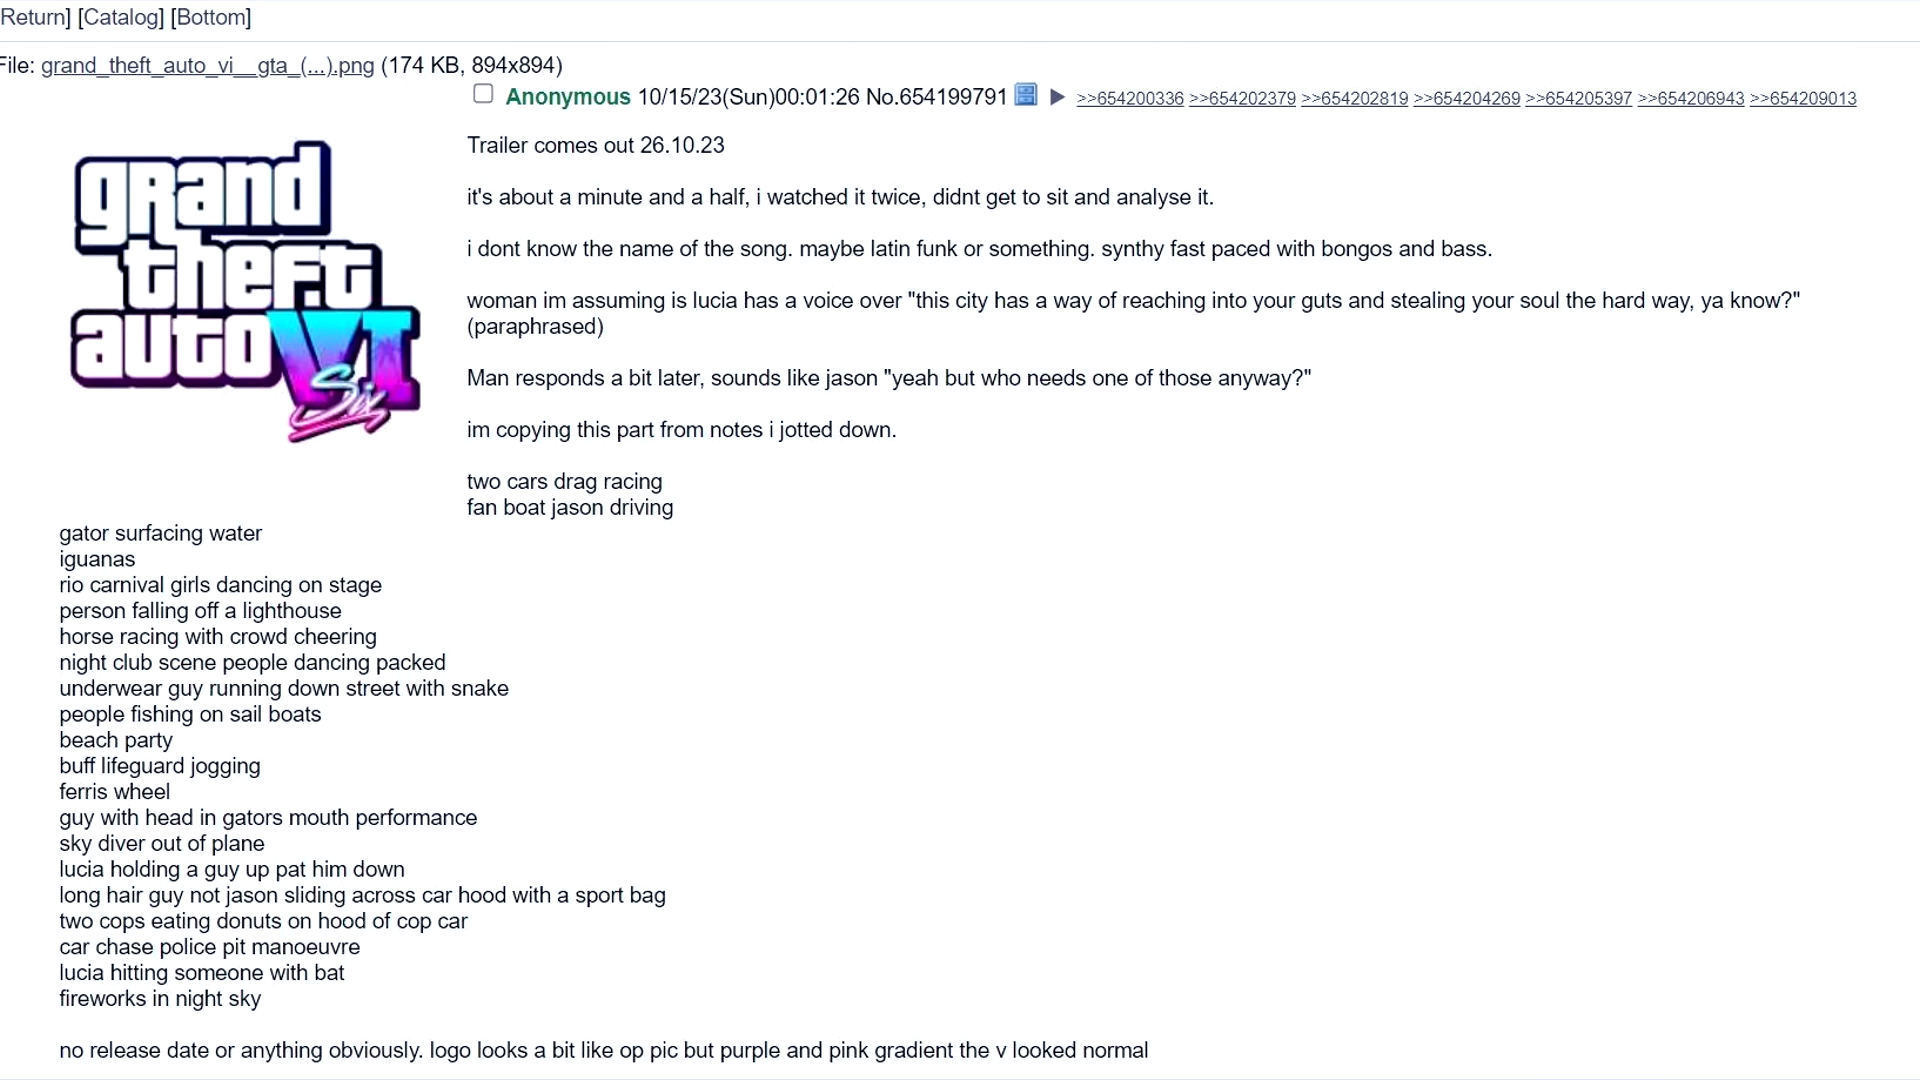 Return] [Catalog] [Bottom]
File: grand_theft_auto_vi__gta_(...).png (174 KB, 894x894)
Anonymous 10/15/23(Sun)00:01:26 No.654199791 >>654200336 >>654202379 >>654202819 >>654204269 >>654205397 >>654206943 >>654209013
grand
theft
auto VI
Six
Trailer comes out 26.10.23
it's about a minute and a half, i watched it twice, didnt get to sit and analyse it.
i dont know the name of the song. maybe latin funk or something. synthy fast paced with bongos and bass.
woman im assuming is lucia has a voice over "this city has a way of reaching into your guts and stealing your soul the hard way, ya know?"
(paraphrased)
Man responds a bit later, sounds like jason "yeah but who needs one of those anyway?"
im copying this part from notes i jotted down.
two cars drag racing
fan boat jason driving
gator surfacing water
iguanas
rio carnival girls dancing on stage
person falling off a lighthouse
horse racing with crowd cheering
night club scene people dancing packed
underwear guy running down street with snake
people fishing on sail boats
beach party
buff lifeguard jogging
ferris wheel
guy with head in gators mouth performance
sky diver out of plane
lucia holding a guy up pat him down
long hair guy not jason sliding across car hood with a sport bag
two cops eating donuts on hood of cop car
car chase police pit manoeuvre
lucia hitting someone with bat
fireworks in night sky
no release date or anything obviously. logo looks a bit like op pic but purple and pink gradient the v looked normal